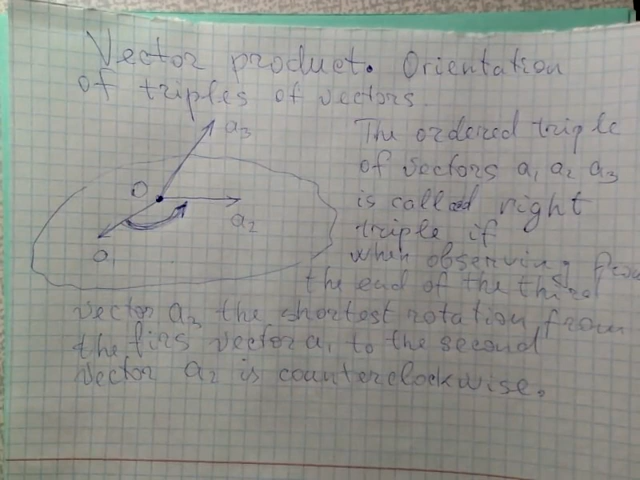 Vector product. Orientation
of triples of vectors.
a3
O
a2
a1
The ordered triple
of vectors a1 a2 a3
is called right
triple if
when observing from
the end of the third
vector a3 the shortest rotation from
the firs vector a1 to the second
vector a2 is counterclockwise.